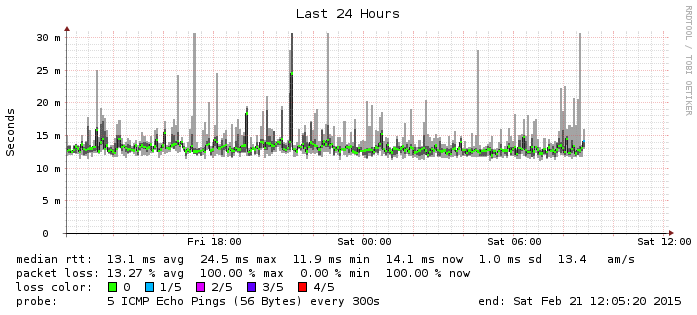 Last 24 Hours
RRDTOOL / TOBI OETIKER
Seconds
30 m
25 m
20 m
15 m
10 m
5 m
0
Fri 18:00 Sat 00:00 Sat 06:00 Sat 12:00
median rtt: 13.1 ms avg 24.5 ms max 11.9 ms min 14.1 ms now 1.0 ms sd 13.4 am/s
packet loss: 13.27 % avg 100.00 % max 0.00 % min 100.00 % now
loss color: 0 1/5 2/5 3/5 4/5
probe: 5 ICMP Echo Pings (56 Bytes) every 300s end: Sat Feb 21 12:05:20 2015